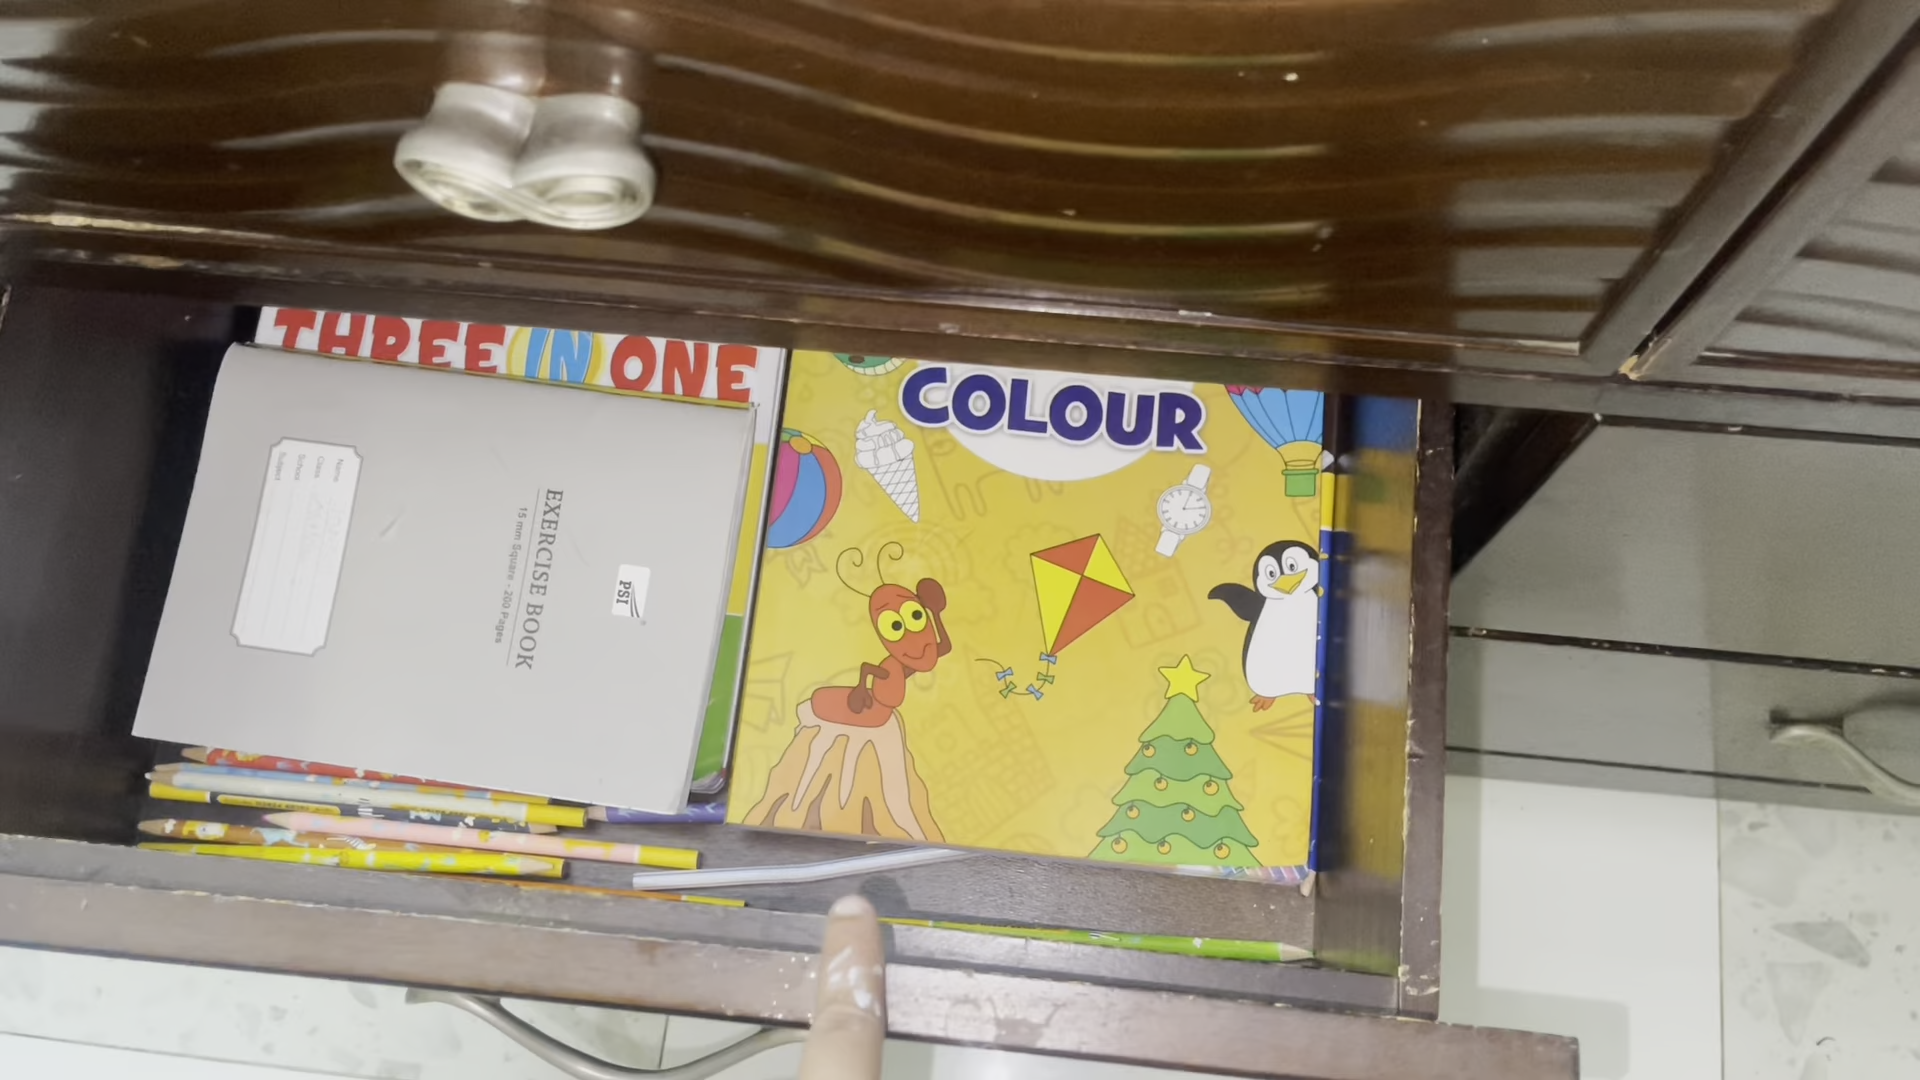 THREE IN ONE
COLOUR
EXERCISE BOOK
15 mm Square - 200 Pages
PSI
Name
Class
School
Subject